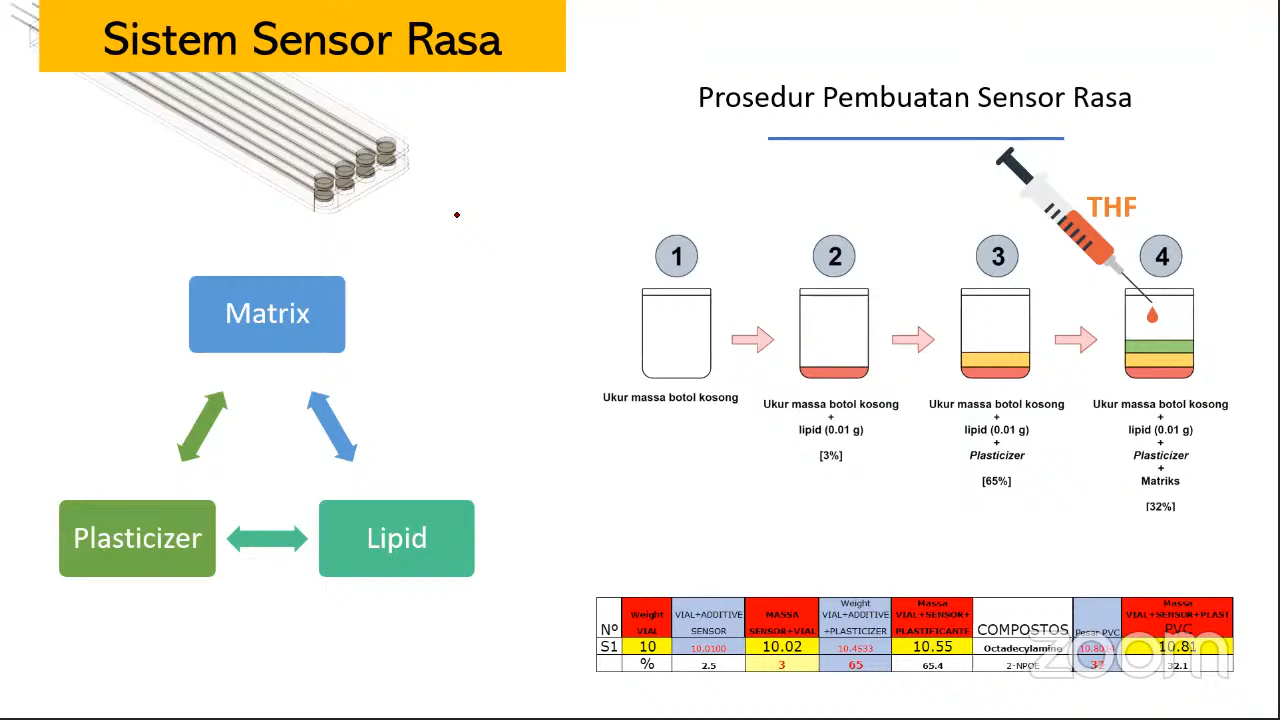 Sistem Sensor Rasa
Prosedur Pembuatan Sensor Rasa
THF
1
2
3
4
Matrix
Plasticizer
Lipid
Ukur massa botol kosong
Ukur massa botol kosong
+
lipid (0.01 g)
[3%]
Ukur massa botol kosong
+
lipid (0.01 g)
+
Plasticizer
[65%]
Ukur massa botol kosong
+
lipid (0.01 g)
+
Plasticizer
+
Matriks
[32%]
Nº
Weight
VIAL
VIAL+ADDITIVE
SENSOR
MASSA
SENSOR+VIAL
Weight
VIAL+ADDITIVE
+PLASTICIZER
Massa
VIAL+SENSOR+
PLASTIFICANTE
COMPOSTOS
Pesar PVC
Massa
VIAL+SENSOR+PLAST
PVC
S1 10 10.0100 10.02 10.4533 10.55 Octadecylamine 10.81
% 2.5 3 65 65.4 2-NPOE 32.1
zoom